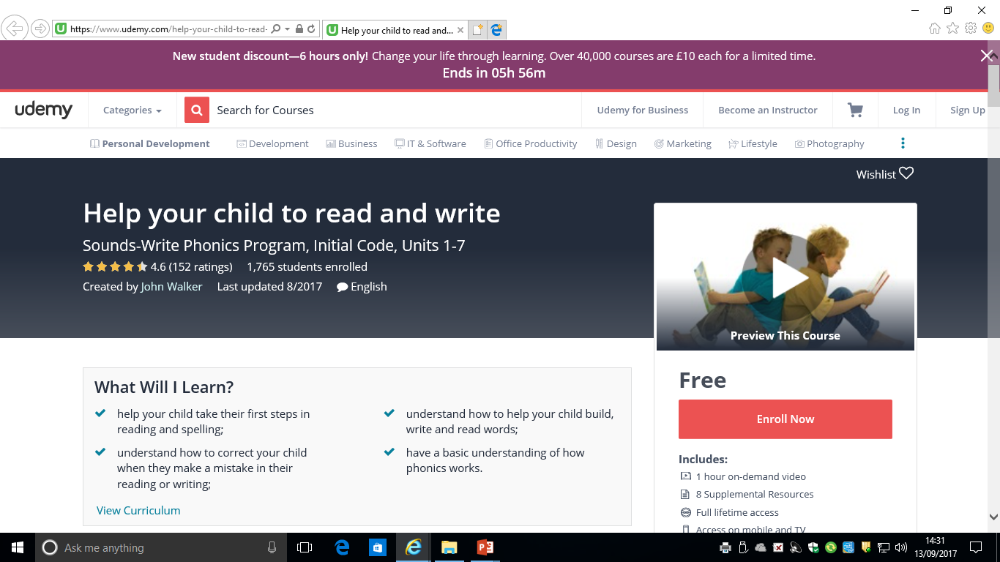 https://www.udemy.com/help-your-child-to-read-
Help your child to read and...
New student discount—6 hours only! Change your life through learning. Over 40,000 courses are £10 each for a limited time.
Ends in 05h 56m
udemy
Categories
Search for Courses
Udemy for Business
Become an Instructor
Log In
Sign Up
Personal Development
Development
Business
IT & Software
Office Productivity
Design
Marketing
Lifestyle
Photography
Wishlist
Help your child to read and write
Sounds-Write Phonics Program, Initial Code, Units 1-7
4.6 (152 ratings) 1,765 students enrolled
Created by John Walker Last updated 8/2017 English
Preview This Course
What Will I Learn?
help your child take their first steps in
reading and spelling;
understand how to correct your child
when they make a mistake in their
reading or writing;
understand how to help your child build,
write and read words;
have a basic understanding of how
phonics works.
View Curriculum
Free
Enroll Now
Includes:
1 hour on-demand video
8 Supplemental Resources
Full lifetime access
Access on mobile and TV
Ask me anything
14:31
13/09/2017